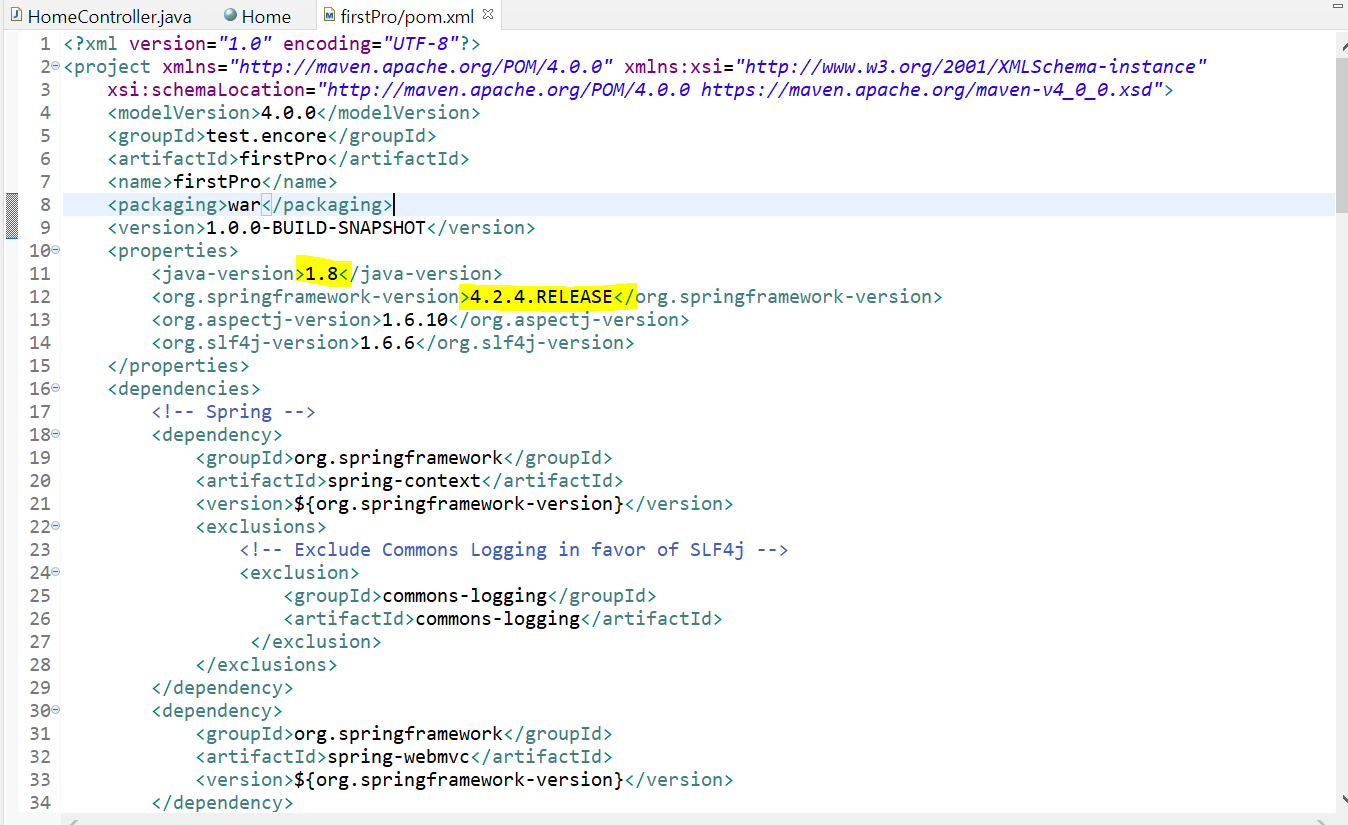 HomeController.java Home firstPro/pom.xml
1 <?xml version="1.0" encoding="UTF-8"?>
2 <project xmlns="http://maven.apache.org/POM/4.0.0" xmlns:xsi="http://www.w3.org/2001/XMLSchema-instance"
3 xsi:schemaLocation="http://maven.apache.org/POM/4.0.0 https://maven.apache.org/maven-v4_0_0.xsd">
4 <modelVersion>4.0.0</modelVersion>
5 <groupId>test.encore</groupId>
6 <artifactId>firstPro</artifactId>
7 <name>firstPro</name>
8 <packaging>war</packaging>
9 <version>1.0.0-BUILD-SNAPSHOT</version>
10 <properties>
11 <java-version>1.8</java-version>
12 <org.springframework-version>4.2.4.RELEASE</org.springframework-version>
13 <org.aspectj-version>1.6.10</org.aspectj-version>
14 <org.slf4j-version>1.6.6</org.slf4j-version>
15 </properties>
16 <dependencies>
17 <!-- Spring -->
18 <dependency>
19 <groupId>org.springframework</groupId>
20 <artifactId>spring-context</artifactId>
21 <version>${org.springframework-version}</version>
22 <exclusions>
23 <!-- Exclude Commons Logging in favor of SLF4j -->
24 <exclusion>
25 <groupId>commons-logging</groupId>
26 <artifactId>commons-logging</artifactId>
27 </exclusion>
28 </exclusions>
29 </dependency>
30 <dependency>
31 <groupId>org.springframework</groupId>
32 <artifactId>spring-webmvc</artifactId>
33 <version>${org.springframework-version}</version>
34 </dependency>